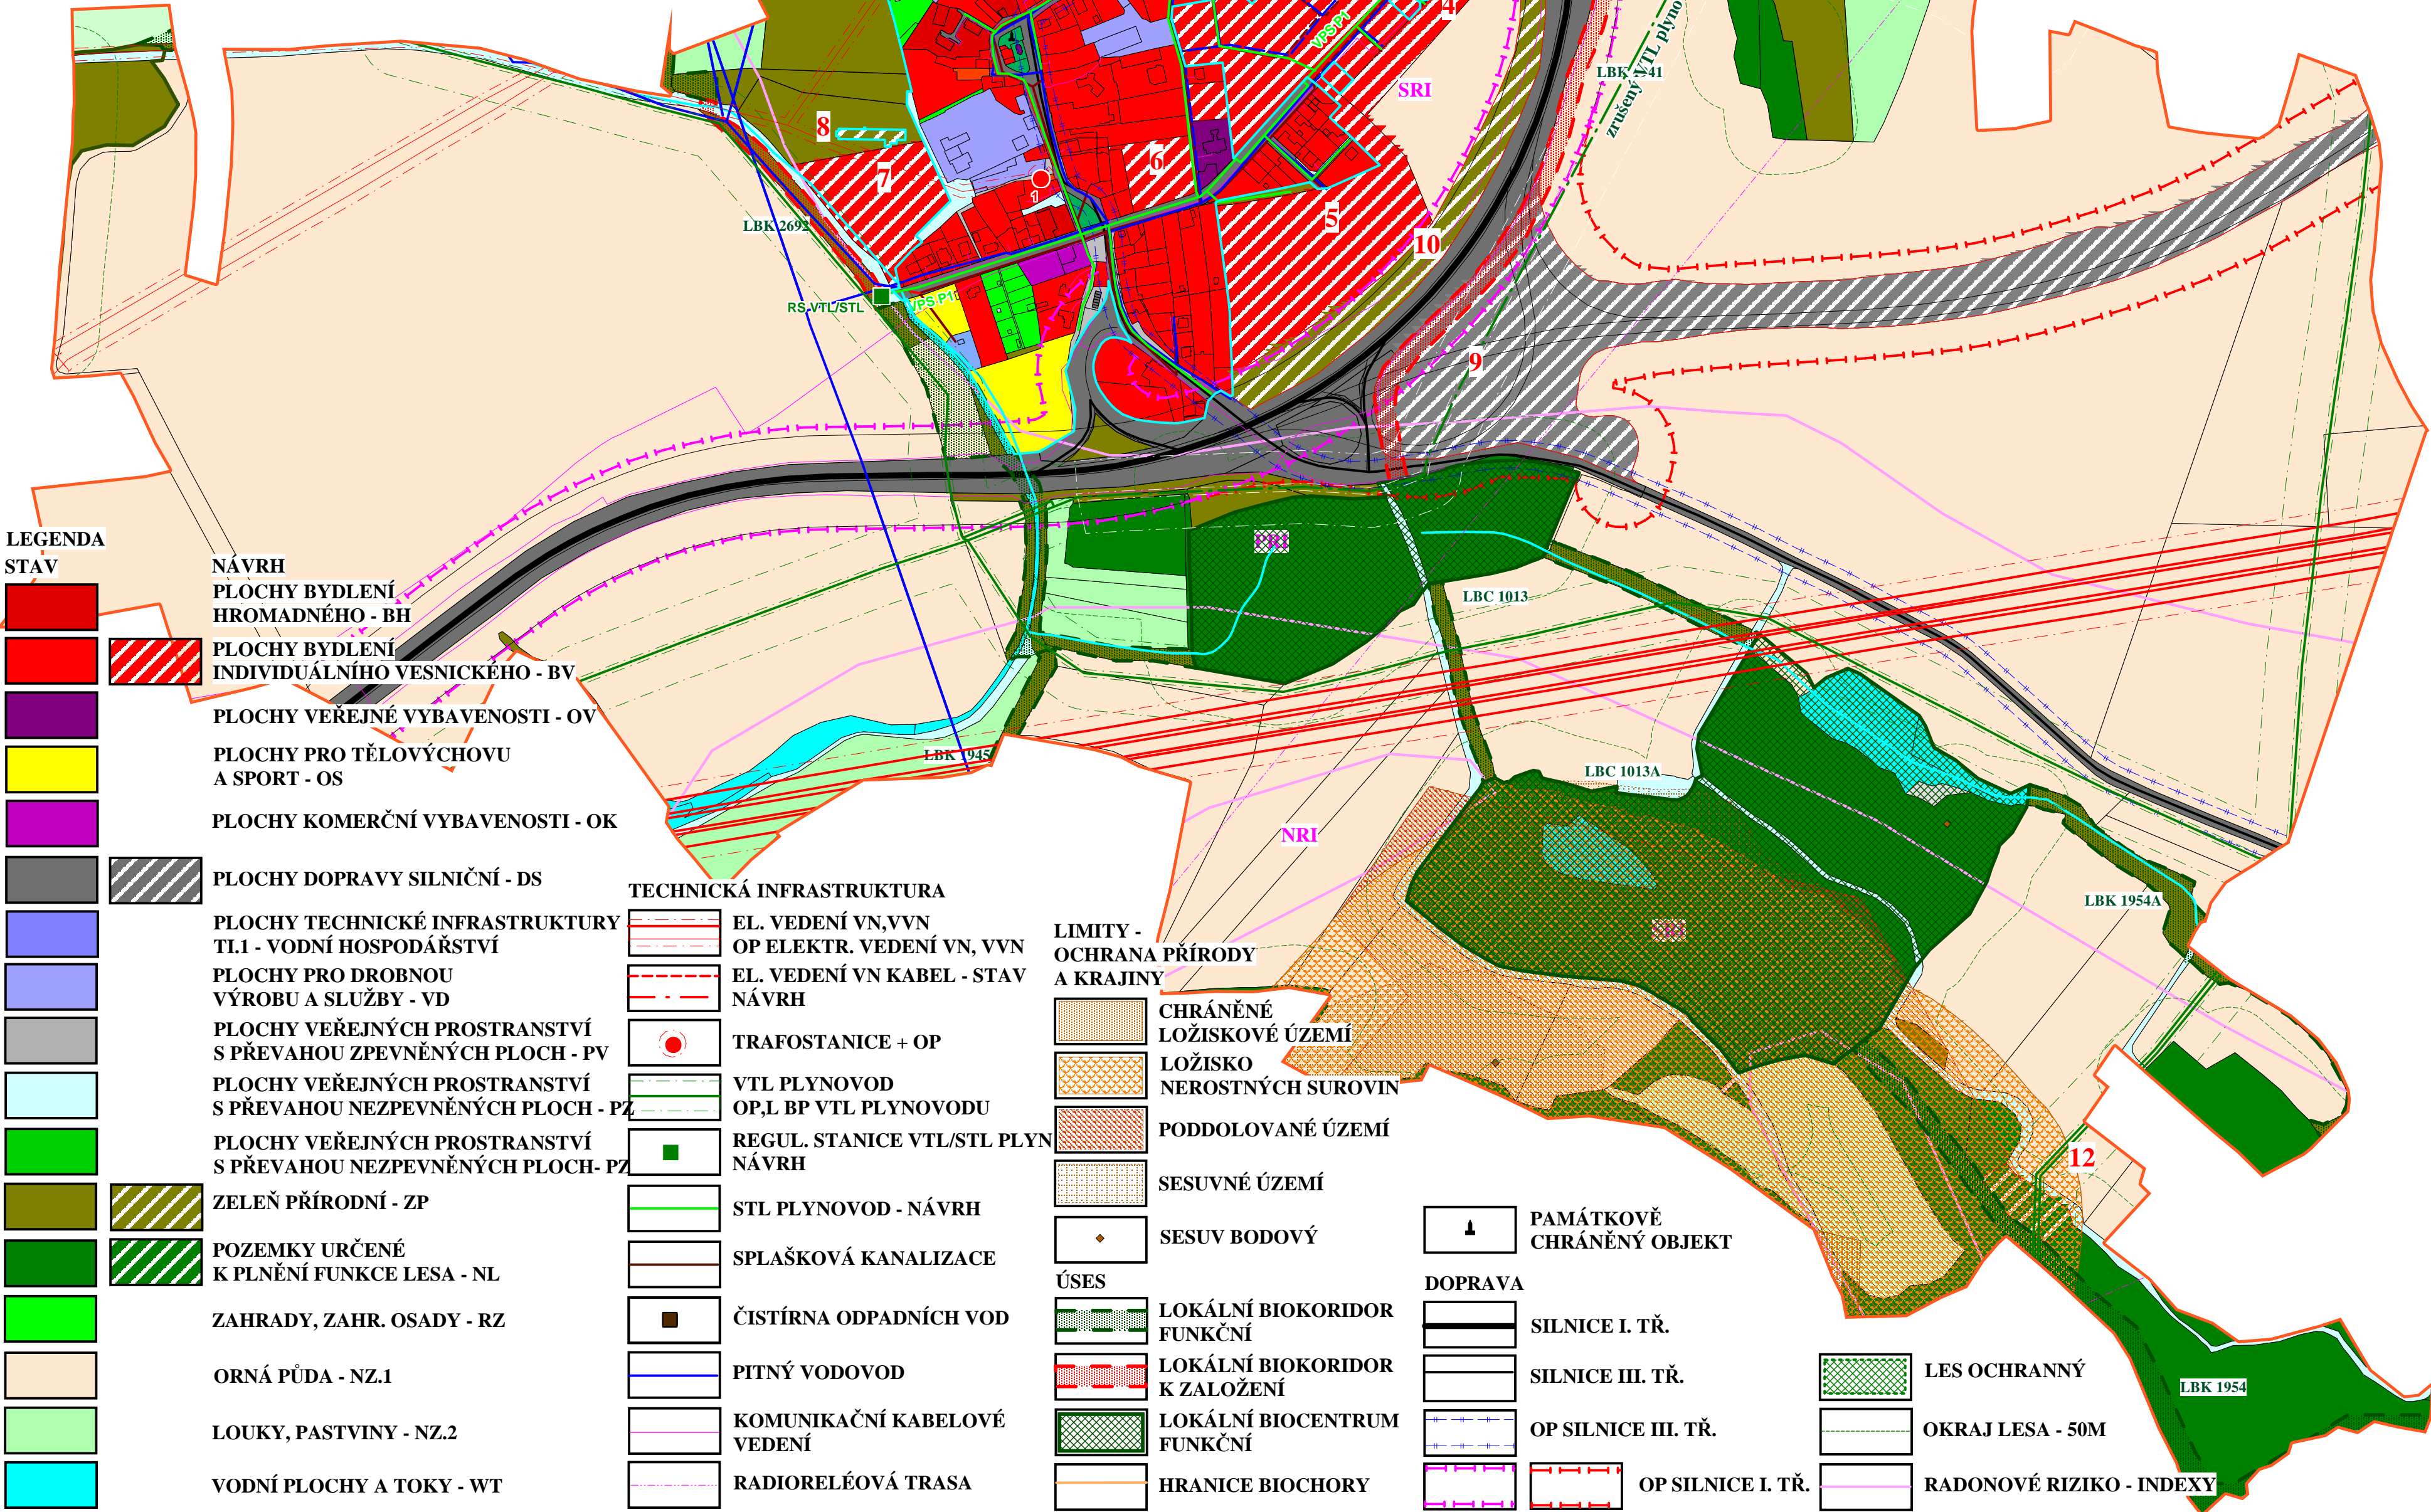 4
VPS P1
zrušený VTL plyno
SRI
8
7
6
5
1
10
9
LBK 2692
RS VTL/STL
VPS P1
LBC 1013
LBC 1013A
LBK 1945
NRI
LBK 1954A
12
LBK 1954
LEGENDA
STAV
NÁVRH
PLOCHY BYDLENÍ
HROMADNÉHO - BH
PLOCHY BYDLENÍ
INDIVIDUÁLNÍHO VESNICKÉHO - BV
PLOCHY VEŘEJNÉ VYBAVENOSTI - OV
PLOCHY PRO TĚLOVÝCHOVU
A SPORT - OS
PLOCHY KOMERČNÍ VYBAVENOSTI - OK
PLOCHY DOPRAVY SILNIČNÍ - DS
PLOCHY TECHNICKÉ INFRASTRUKTURY
TI.1 - VODNÍ HOSPODÁŘSTVÍ
PLOCHY PRO DROBNOU
VÝROBU A SLUŽBY - VD
PLOCHY VEŘEJNÝCH PROSTRANSTVÍ
S PŘEVAHOU ZPEVNĚNÝCH PLOCH - PV
PLOCHY VEŘEJNÝCH PROSTRANSTVÍ
S PŘEVAHOU NEZPEVNĚNÝCH PLOCH - PZ
PLOCHY VEŘEJNÝCH PROSTRANSTVÍ
S PŘEVAHOU NEZPEVNĚNÝCH PLOCH- PZ
ZELEŇ PŘÍRODNÍ - ZP
POZEMKY URČENÉ
K PLNĚNÍ FUNKCE LESA - NL
ZAHRADY, ZAHR. OSADY - RZ
ORNÁ PŮDA - NZ.1
LOUKY, PASTVINY - NZ.2
VODNÍ PLOCHY A TOKY - WT
TECHNICKÁ INFRASTRUKTURA
EL. VEDENÍ VN,VVN
OP ELEKTR. VEDENÍ VN, VVN
EL. VEDENÍ VN KABEL - STAV
NÁVRH
TRAFOSTANICE + OP
VTL PLYNOVOD
OP,L BP VTL PLYNOVODU
REGUL. STANICE VTL/STL PLYN
NÁVRH
STL PLYNOVOD - NÁVRH
SPLAŠKOVÁ KANALIZACE
ČISTÍRNA ODPADNÍCH VOD
PITNÝ VODOVOD
KOMUNIKAČNÍ KABELOVÉ
VEDENÍ
RADIORELÉOVÁ TRASA
LIMITY -
OCHRANA PŘÍRODY
A KRAJINY
CHRÁNĚNÉ
LOŽISKOVÉ ÚZEMÍ
LOŽISKO
NEROSTNÝCH SUROVIN
PODDOLOVANÉ ÚZEMÍ
SESUVNÉ ÚZEMÍ
SESUV BODOVÝ
ÚSES
LOKÁLNÍ BIOKORIDOR
FUNKČNÍ
LOKÁLNÍ BIOKORIDOR
K ZALOŽENÍ
LOKÁLNÍ BIOCENTRUM
FUNKČNÍ
HRANICE BIOCHORY
PAMÁTKOVĚ
CHRÁNĚNÝ OBJEKT
DOPRAVA
SILNICE I. TŘ.
SILNICE III. TŘ.
OP SILNICE III. TŘ.
OP SILNICE I. TŘ.
LES OCHRANNÝ
OKRAJ LESA - 50M
RADONOVÉ RIZIKO - INDEXY